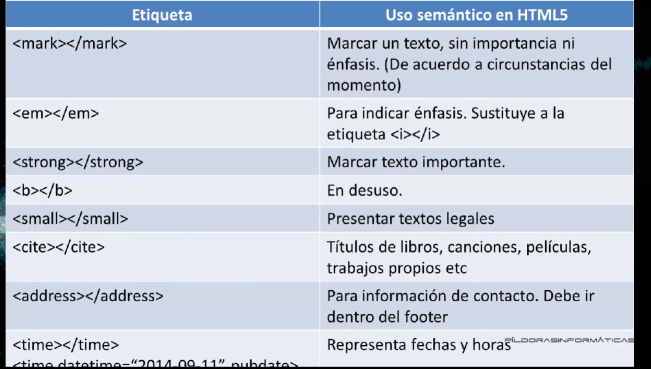 Etiqueta Uso semántico en HTML5
<mark></mark> Marcar un texto, sin importancia ni
énfasis. (De acuerdo a circunstancias del
momento)
<em></em> Para indicar énfasis. Sustituye a la
etiqueta <i></i>
<strong></strong> Marcar texto importante.
<b></b> En desuso.
<small></small> Presentar textos legales
<cite></cite> Títulos de libros, canciones, películas,
trabajos propios etc
<address></address> Para información de contacto. Debe ir
dentro del footer
<time></time> Representa fechas y horas
PÍLDORASINFORMÁTICAS
<time datetime="2014-09-11" pubdate>